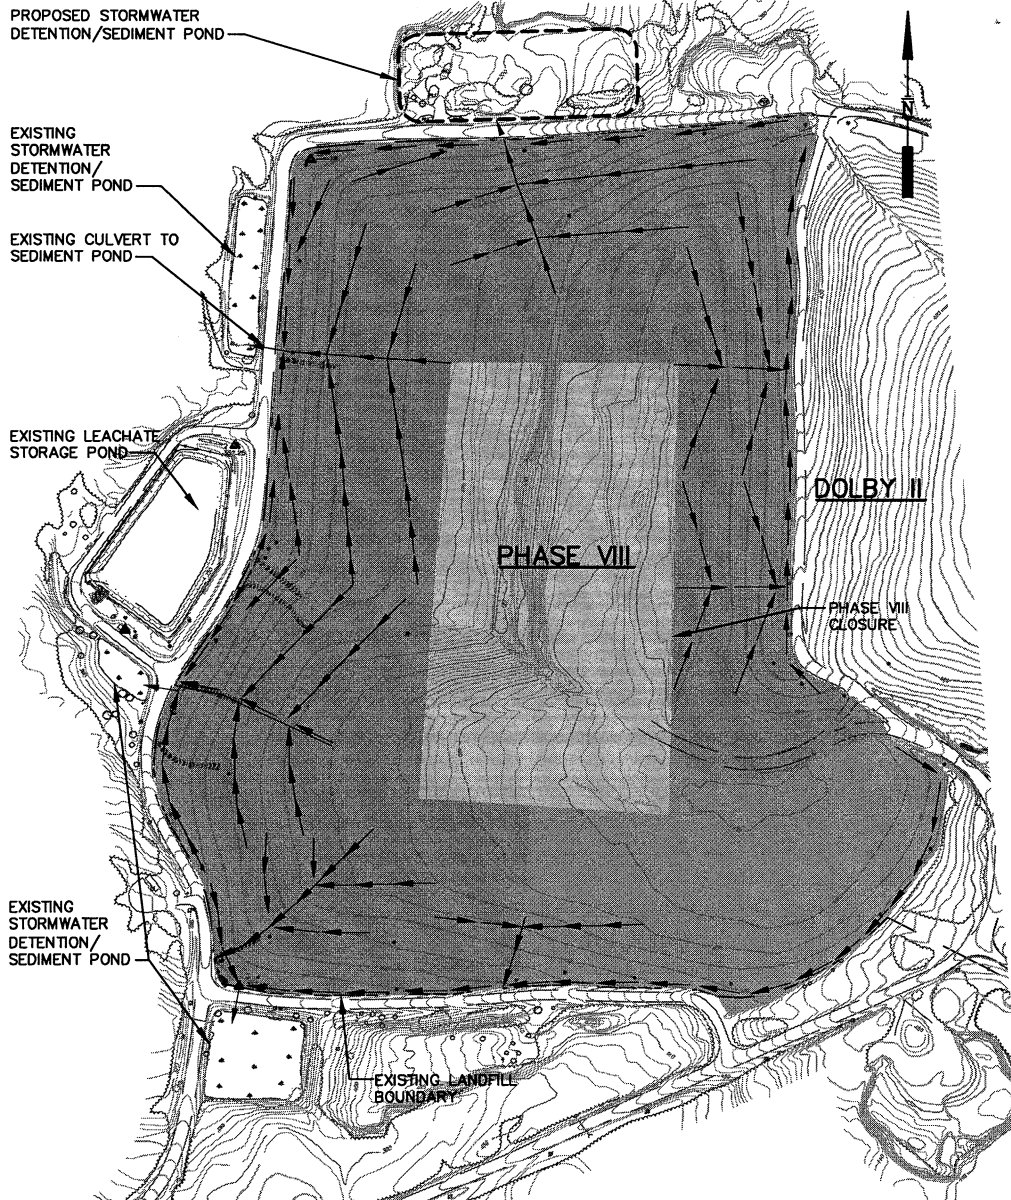 PROPOSED STORMWATER
DETENTION/SEDIMENT POND
N
EXISTING
STORMWATER
DETENTION/
SEDIMENT POND
EXISTING CULVERT TO
SEDIMENT POND
EXISTING LEACHATE
STORAGE POND
DOLBY II
PHASE VIII
PHASE VIII
CLOSURE
EXISTING
STORMWATER
DETENTION/
SEDIMENT POND
EXISTING LANDFILL
BOUNDARY